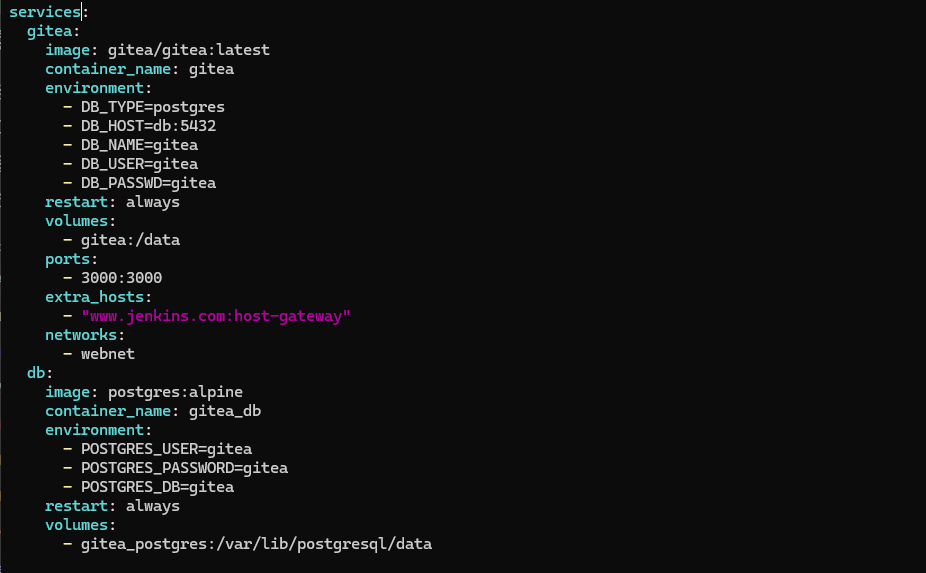 services:
  gitea:
    image: gitea/gitea:latest
    container_name: gitea
    environment:
      - DB_TYPE=postgres
      - DB_HOST=db:5432
      - DB_NAME=gitea
      - DB_USER=gitea
      - DB_PASSWD=gitea
    restart: always
    volumes:
      - gitea:/data
    ports:
      - 3000:3000
    extra_hosts:
      - "www.jenkins.com:host-gateway"
    networks:
      - webnet
  db:
    image: postgres:alpine
    container_name: gitea_db
    environment:
      - POSTGRES_USER=gitea
      - POSTGRES_PASSWORD=gitea
      - POSTGRES_DB=gitea
    restart: always
    volumes:
      - gitea_postgres:/var/lib/postgresql/data